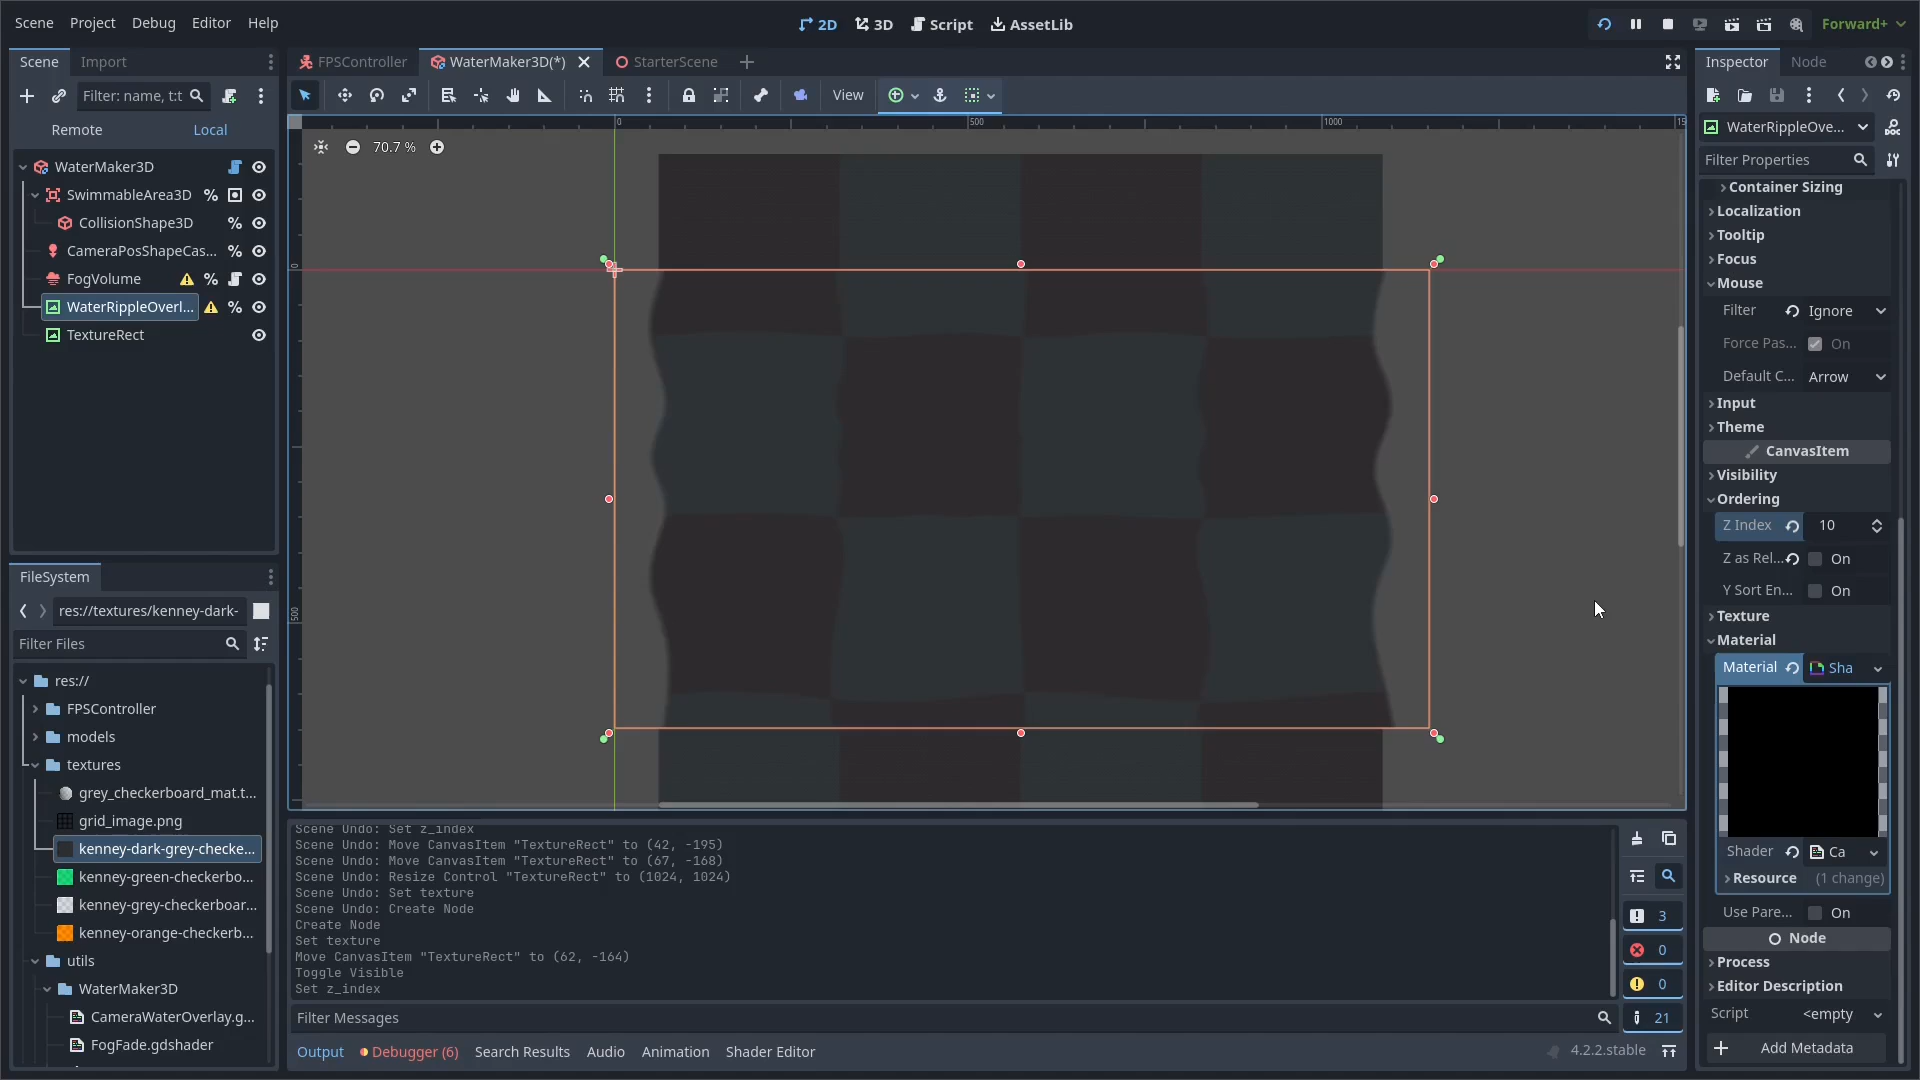 Scene Project Debug Editor Help
2D 3D Script AssetLib
Forward+
Scene Import
FPSController WaterMaker3D(*) StarterScene
Inspector Node
Filter: name, t:t
View
Remote Local
WaterMaker3D
SwimmableArea3D
CollisionShape3D
CameraPosShapeCas...
FogVolume
WaterRippleOverl...
TextureRect
0 500 1000 15
70.7 %
0
500
FileSystem
res://textures/kenney-dark-
Filter Files
res://
FPSController
models
textures
grey_checkerboard_mat.t...
grid_image.png
kenney-dark-grey-checke...
kenney-green-checkerbo...
kenney-grey-checkerboar...
kenney-orange-checkerb...
utils
WaterMaker3D
CameraWaterOverlay.g...
FogFade.gdshader
Scene Undo: Set z_index
Scene Undo: Move CanvasItem "TextureRect" to (42, -195)
Scene Undo: Move CanvasItem "TextureRect" to (67, -168)
Scene Undo: Resize Control "TextureRect" to (1024, 1024)
Scene Undo: Set texture
Scene Undo: Create Node
Create Node
Set texture
Move CanvasItem "TextureRect" to (62, -164)
Toggle Visible
Set z_index
3
0
0
21
Filter Messages
Output Debugger (6) Search Results Audio Animation Shader Editor
4.2.2.stable
WaterRippleOve...
Filter Properties
Container Sizing
Localization
Tooltip
Focus
Mouse
Filter Ignore
Force Pas... On
Default C... Arrow
Input
Theme
CanvasItem
Visibility
Ordering
Z Index 10
Z as Rel... On
Y Sort En... On
Texture
Material
Material Sha
Shader Ca
Resource (1 change)
Use Pare... On
Node
Process
Editor Description
Script <empty
Add Metadata